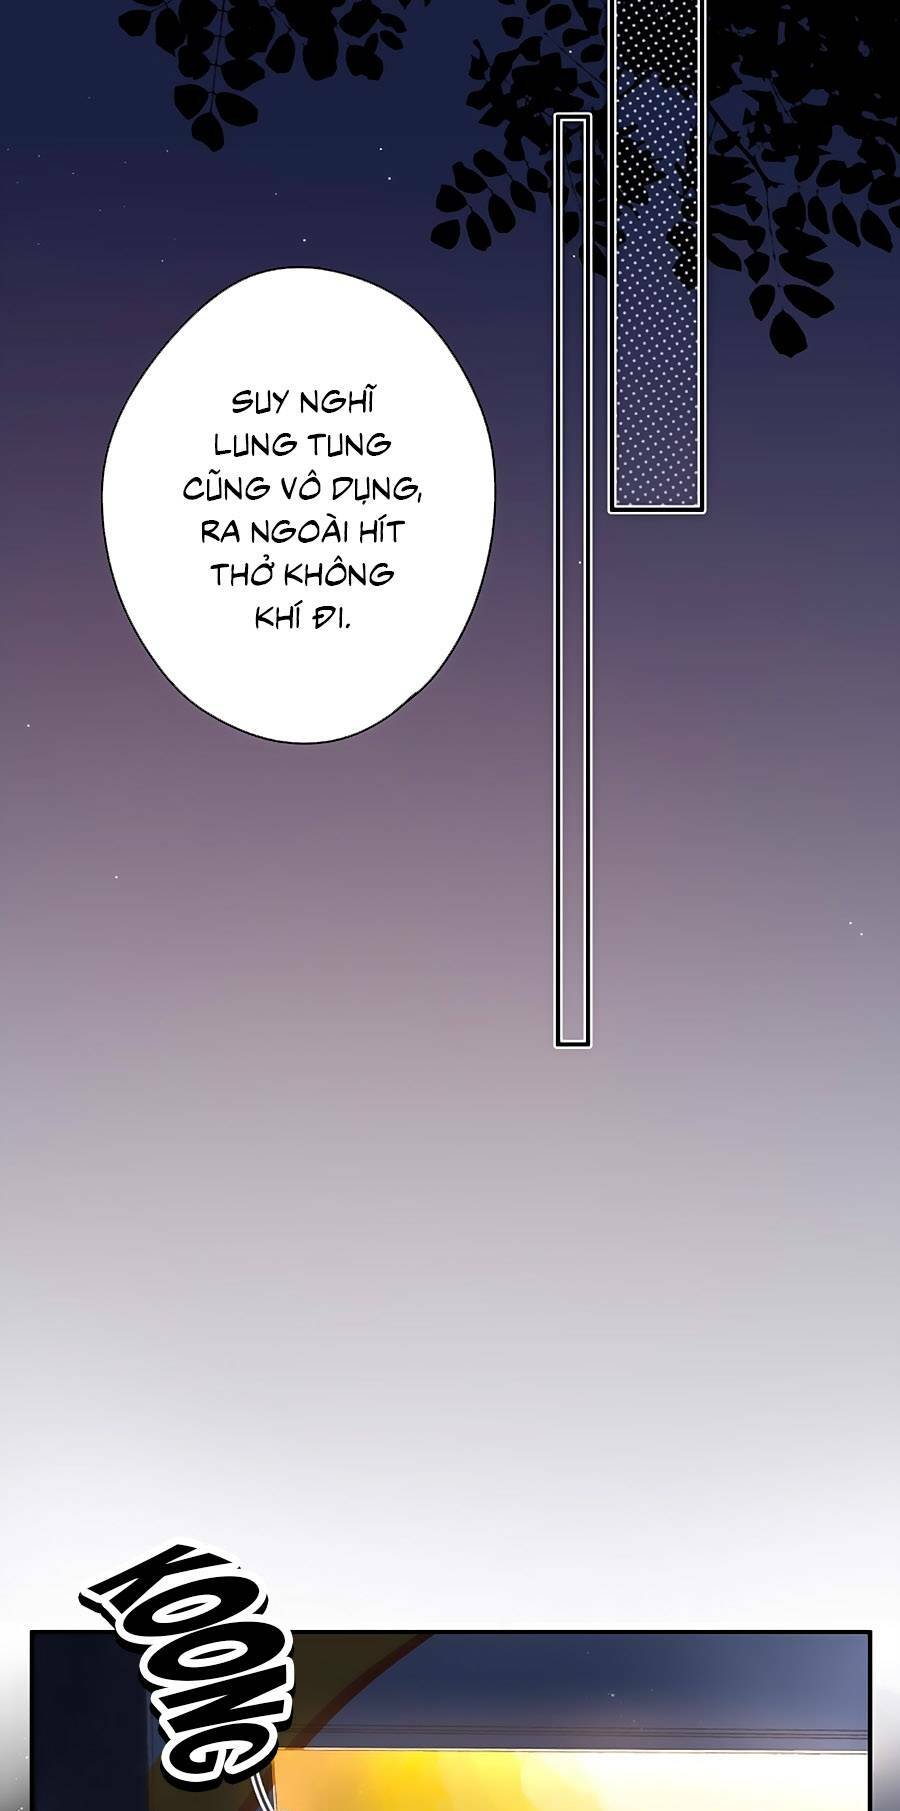 SUY NGHĨ
LUNG TUNG
CŨNG VÔ DỤNG,
RA NGOÀI HÍT
THỞ KHÔNG
KHÍ ĐI.
KOONG